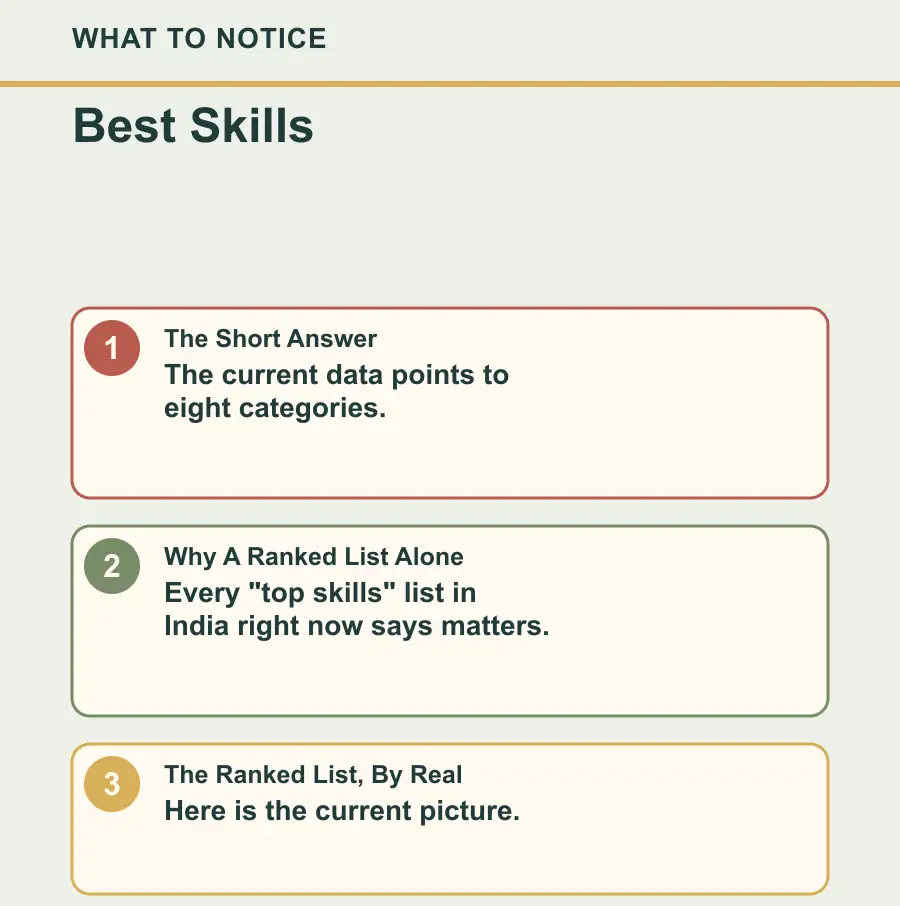 WHAT TO NOTICE
Best Skills
1
The Short Answer
The current data points to
eight categories.
2
Why A Ranked List Alone
Every "top skills" list in
India right now says matters.
3
The Ranked List, By Real
Here is the current picture.